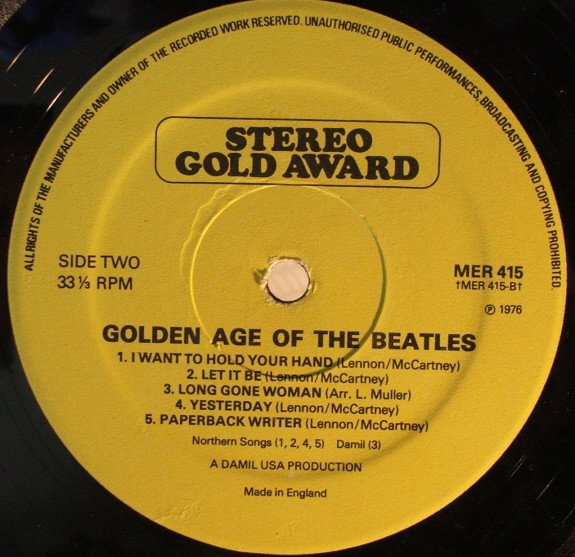 ALL RIGHTS OF THE MANUFACTURERS AND OWNER OF THE RECORDED WORK RESERVED. UNAUTHORISED PUBLIC PERFORMANCES, BROADCASTING AND COPYING PROHIBITED.
STEREO
GOLD AWARD
SIDE TWO
33⅓ RPM
MER 415
†MER 415-B†
Ⓟ 1976
GOLDEN AGE OF THE BEATLES
1. I WANT TO HOLD YOUR HAND (Lennon/McCartney)
2. LET IT BE (Lennon/McCartney)
3. LONG GONE WOMAN (Arr. L. Muller)
4. YESTERDAY (Lennon/McCartney)
5. PAPERBACK WRITER (Lennon/McCartney)
Northern Songs (1, 2, 4, 5) Damil (3)
A DAMIL USA PRODUCTION
Made in England